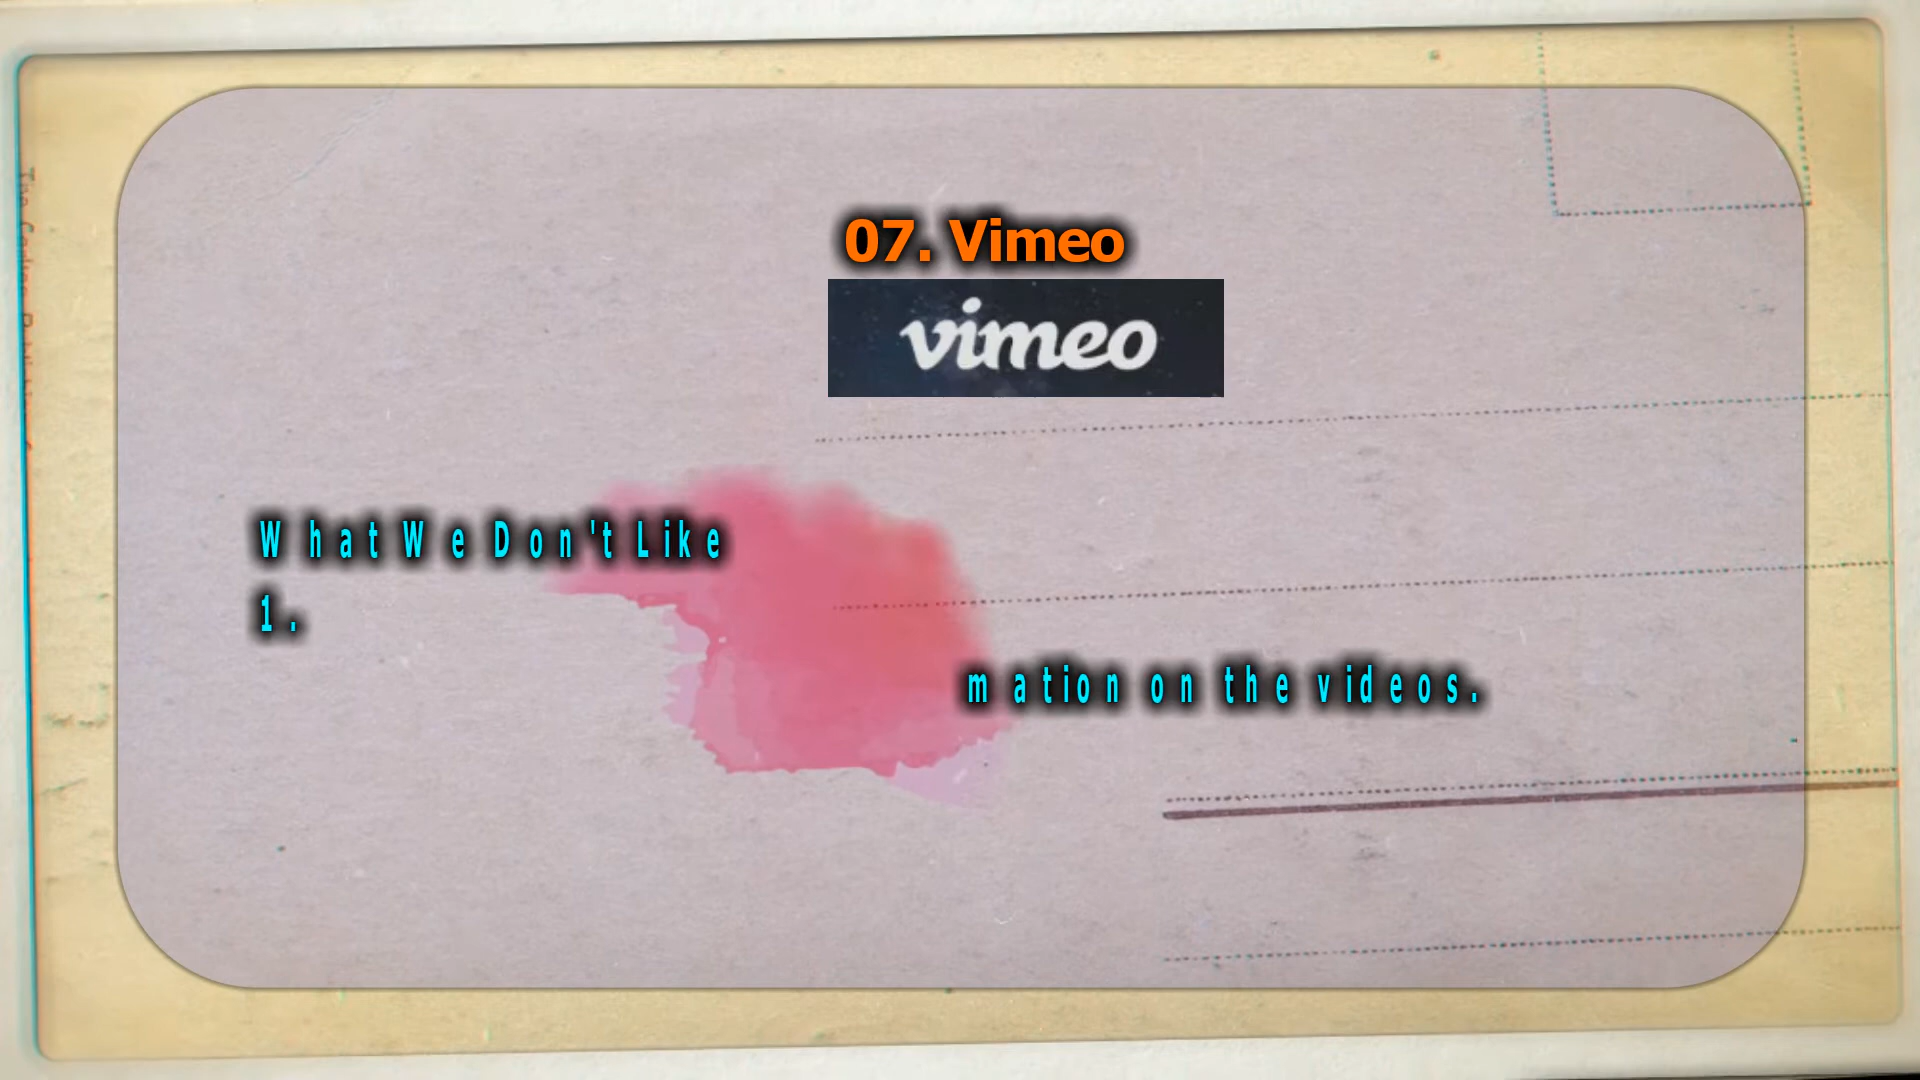 07. Vimeo
vimeo
What We Don't Like
1.
mation on the videos.